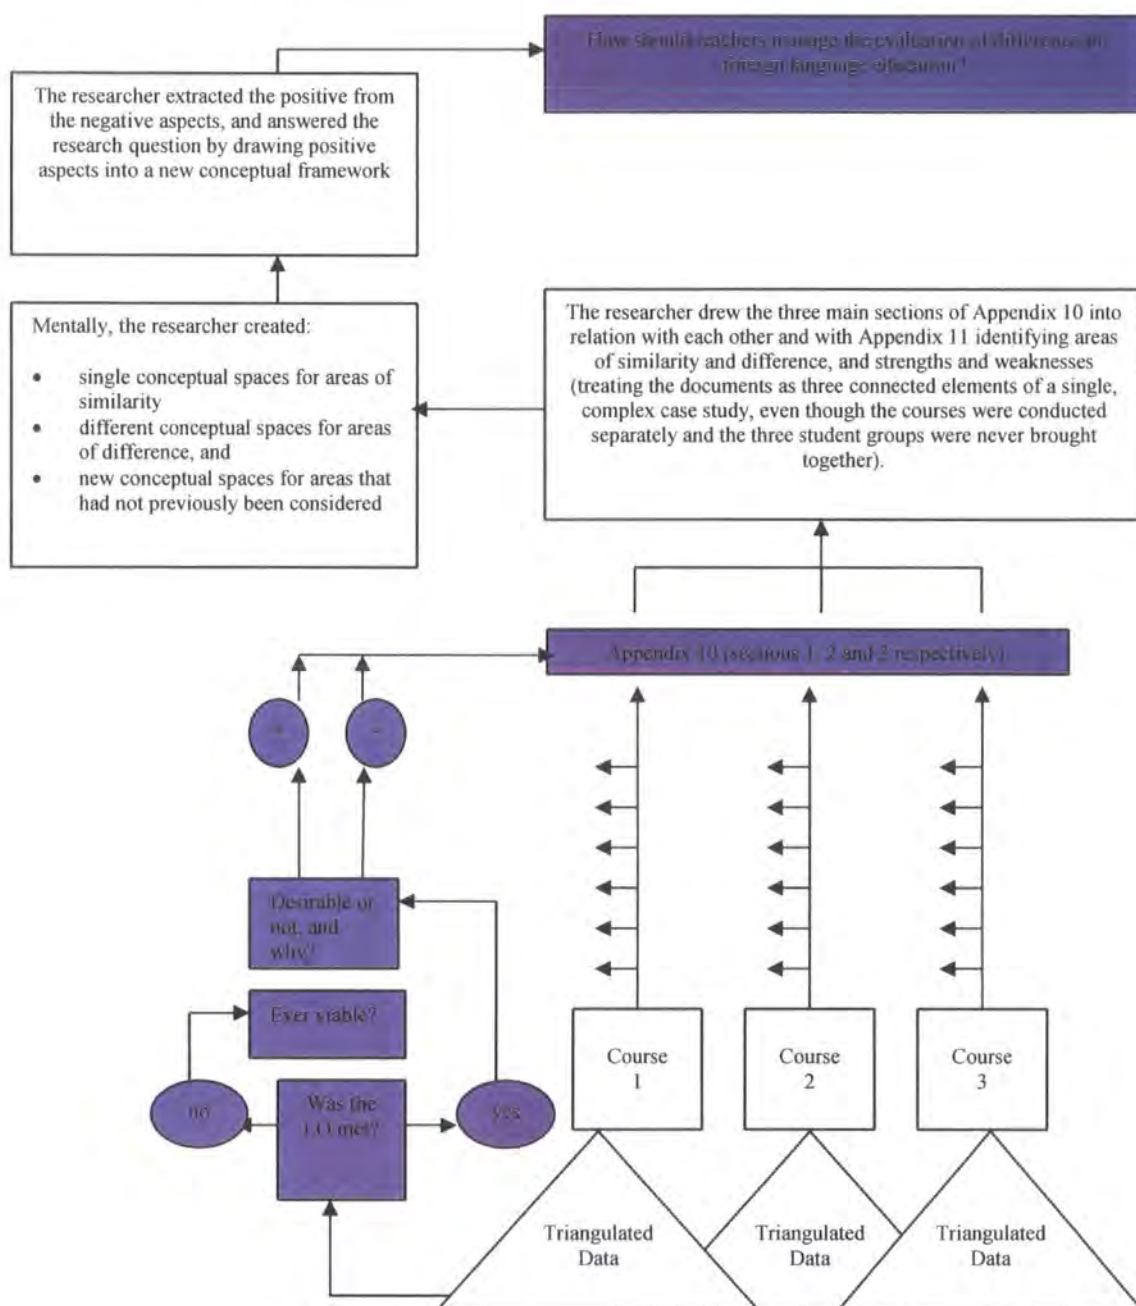 How should teachers manage the evaluation of difference in
foreign language education?
The researcher extracted the positive from
the negative aspects, and answered the
research question by drawing positive
aspects into a new conceptual framework
Mentally, the researcher created:
• single conceptual spaces for areas of
similarity
• different conceptual spaces for areas
of difference, and
• new conceptual spaces for areas that
had not previously been considered
The researcher drew the three main sections of Appendix 10 into
relation with each other and with Appendix 11 identifying areas
of similarity and difference, and strengths and weaknesses
(treating the documents as three connected elements of a single,
complex case study, even though the courses were conducted
separately and the three student groups were never brought
together).
Appendix 10 (sections 1, 2 and 3 respectively)
+
-
Desirable or
not, and
why?
Ever viable?
no
Was the
LO met?
yes
Course
1
Course
2
Course
3
Triangulated
Data
Triangulated
Data
Triangulated
Data